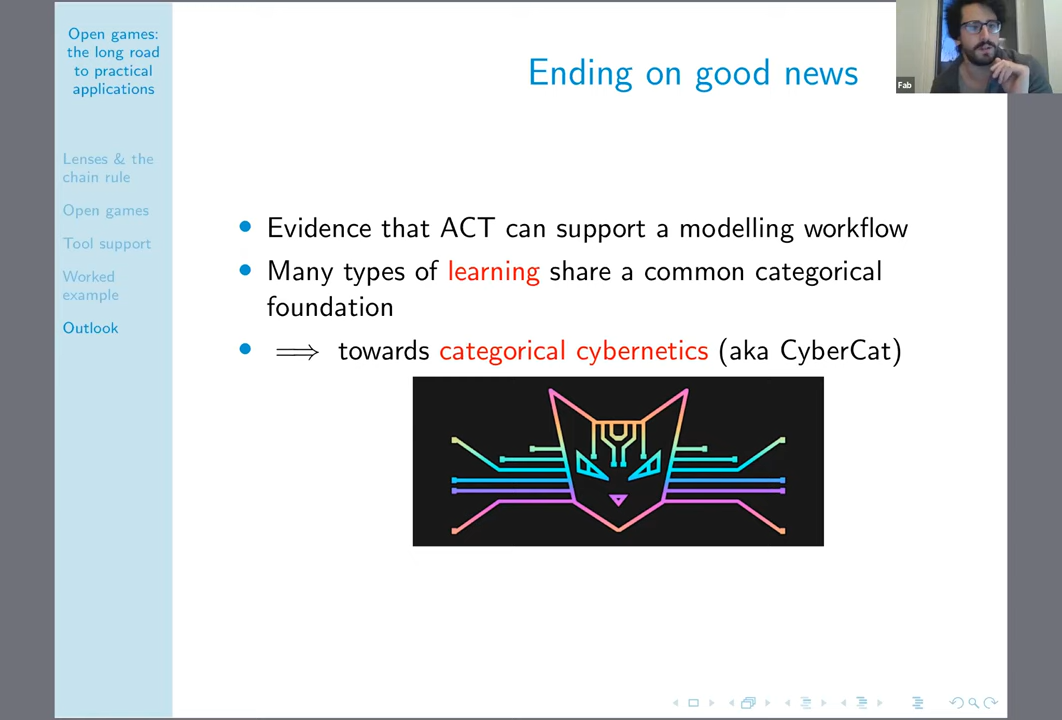 Open games:
the long road
to practical
applications
Lenses & the
chain rule
Open games
Tool support
Worked
example
Outlook
Ending on good news
Fab
• Evidence that ACT can support a modelling workflow
• Many types of learning share a common categorical
foundation
• ⟹ towards categorical cybernetics (aka CyberCat)